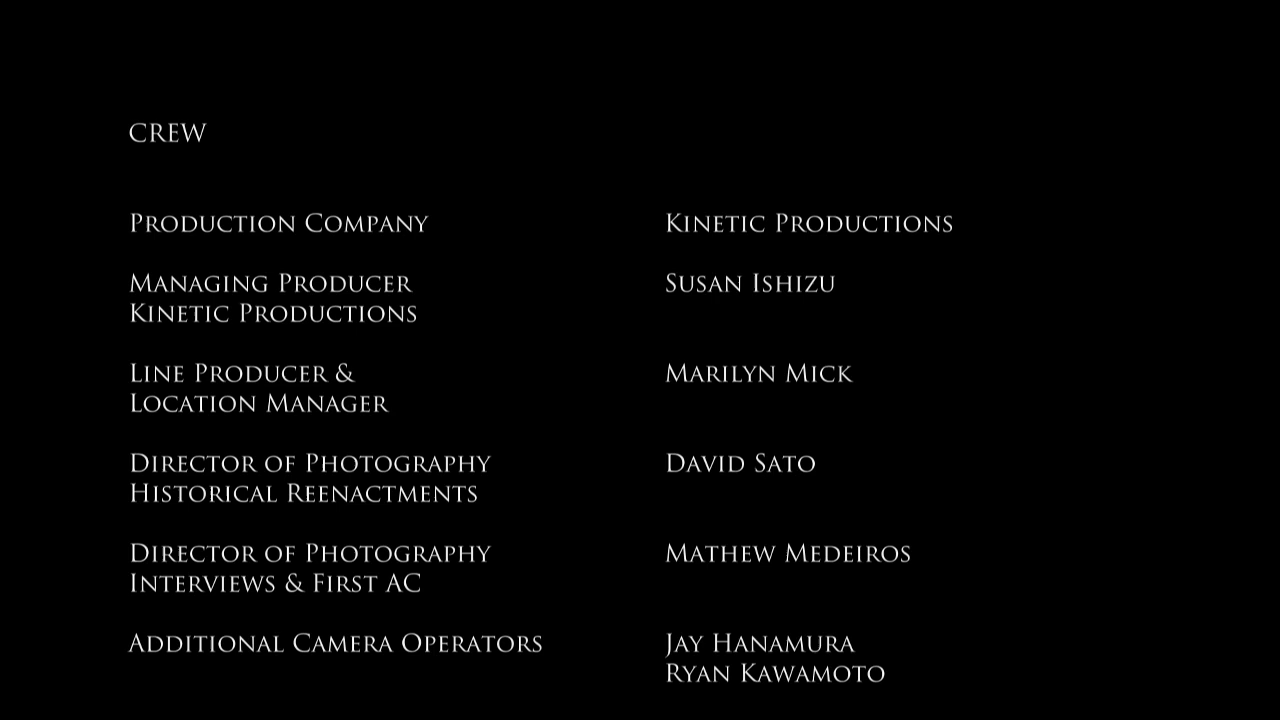 CREW
Production Company Kinetic Productions
Managing Producer Susan Ishizu
Kinetic Productions
Line Producer & Marilyn Mick
Location Manager
Director of Photography David Sato
Historical Reenactments
Director of Photography Mathew Medeiros
Interviews & First AC
Additional Camera Operators Jay Hanamura
Ryan Kawamoto